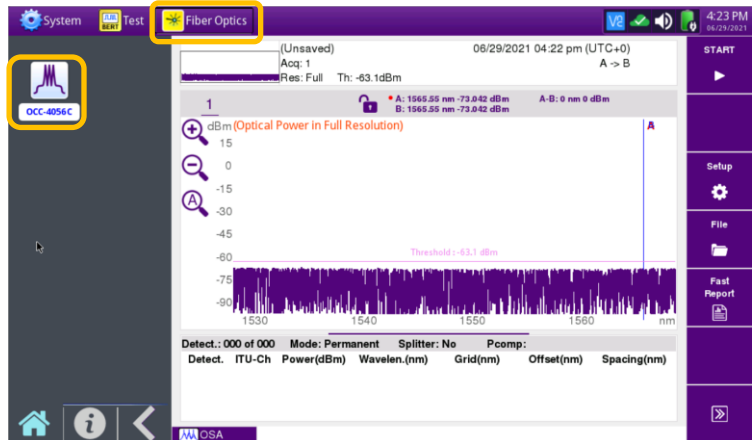 System Test Fiber Optics V2 4:23 PM
BERT 06/29/2021
(Unsaved) 06/29/2021 04:22 pm (UTC+0)
Acq: 1 A -> B
Res: Full Th: -63.1dBm
START
OCC-4056C
1 A: 1565.55 nm -73.042 dBm A-B: 0 nm 0 dBm
B: 1565.55 nm -73.042 dBm
dBm (Optical Power in Full Resolution) A
15
0
-15
A
-30
-45
Threshold : -63.1 dBm
-60
-75
-90
1530 1540 1550 1560 nm
Setup
File
Fast
Report
Detect.: 000 of 000 Mode: Permanent Splitter: No Pcomp:
Detect. ITU-Ch Power(dBm) Wavelen.(nm) Grid(nm) Offset(nm) Spacing(nm)
OSA